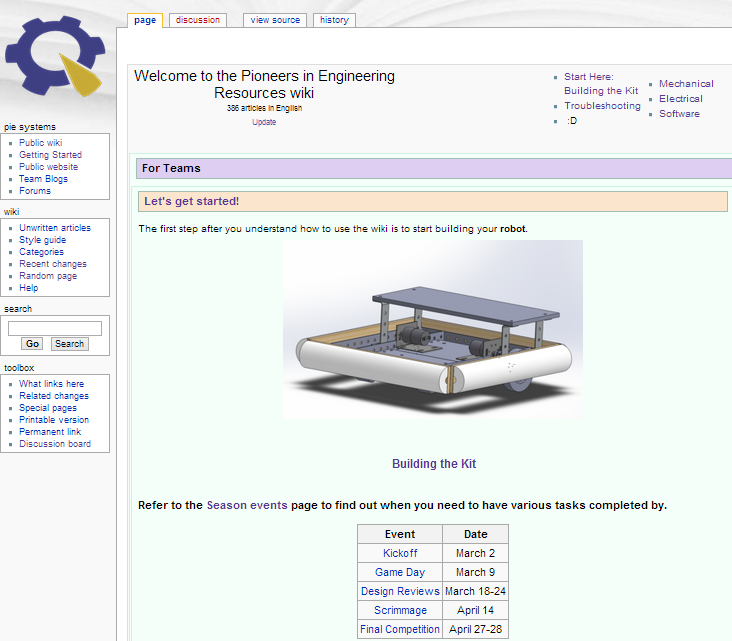 page
discussion
view source
history
Welcome to the Pioneers in Engineering
Resources wiki
386 articles in English
Update
Start Here:
Building the Kit
Troubleshooting
:D
Mechanical
Electrical
Software
pie systems
Public wiki
Getting Started
Public website
Team Blogs
Forums
wiki
Unwritten articles
Style guide
Categories
Recent changes
Random page
Help
search
Go Search
toolbox
What links here
Related changes
Special pages
Printable version
Permanent link
Discussion board
For Teams
Let's get started!
The first step after you understand how to use the wiki is to start building your robot.
Building the Kit
Refer to the Season events page to find out when you need to have various tasks completed by.
Event Date
Kickoff March 2
Game Day March 9
Design Reviews March 18-24
Scrimmage April 14
Final Competition April 27-28